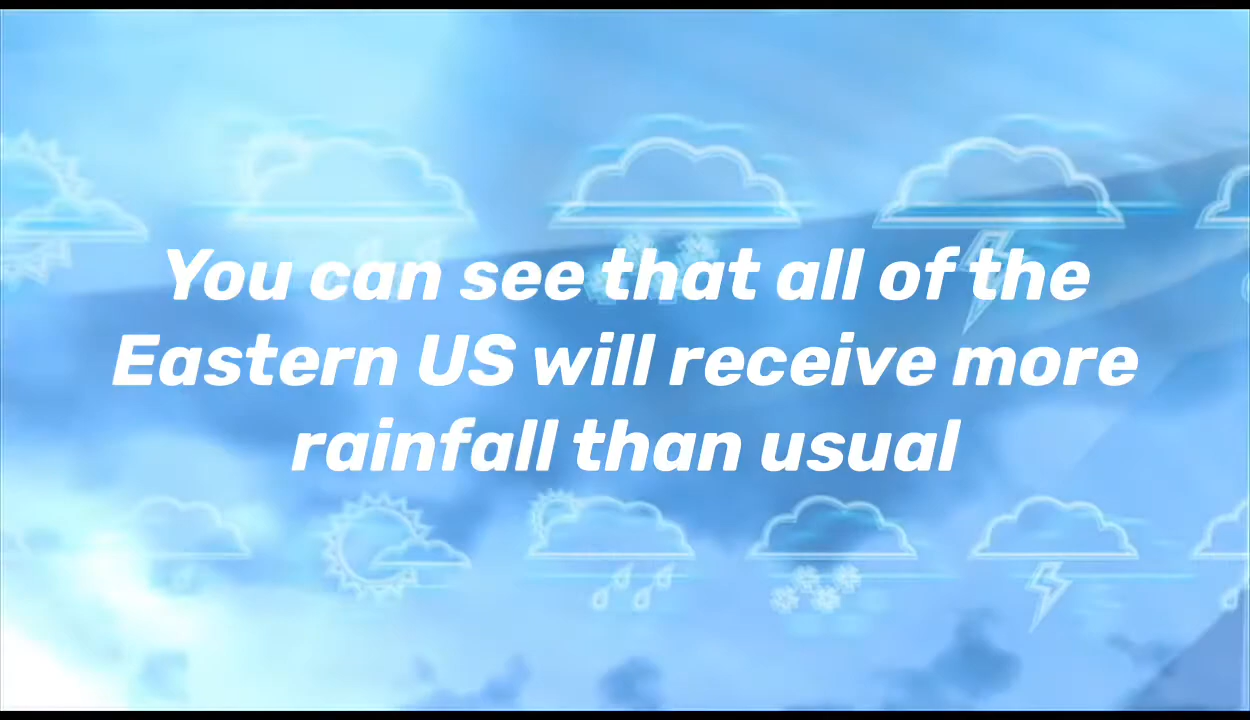 You can see that all of the
Eastern US will receive more
rainfall than usual